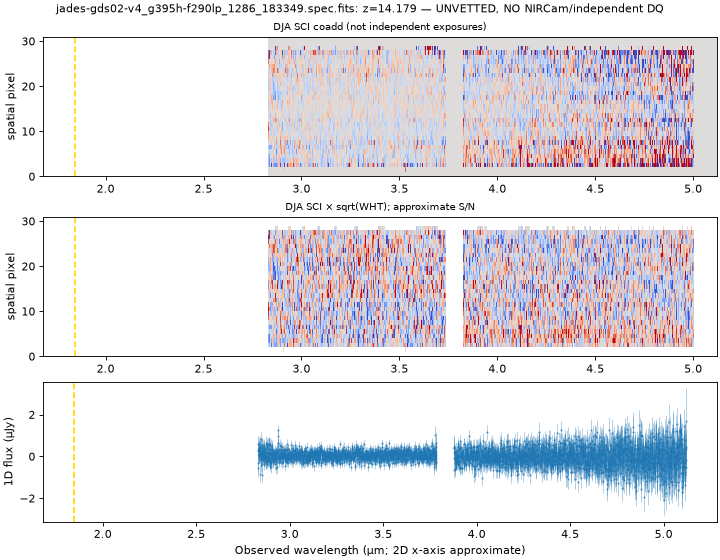 jades-gds02-v4_g395h-f290lp_1286_183349.spec.fits: z=14.179 — UNVETTED, NO NIRCam/independent DQ
DJA SCI coadd (not independent exposures)
spatial pixel
30
20
10
0
2.0 2.5 3.0 3.5 4.0 4.5 5.0
DJA SCI × sqrt(WHT); approximate S/N
spatial pixel
30
20
10
0
2.0 2.5 3.0 3.5 4.0 4.5 5.0
1D flux (μJy)
2
0
−2
2.0 2.5 3.0 3.5 4.0 4.5 5.0
Observed wavelength (μm; 2D x-axis approximate)